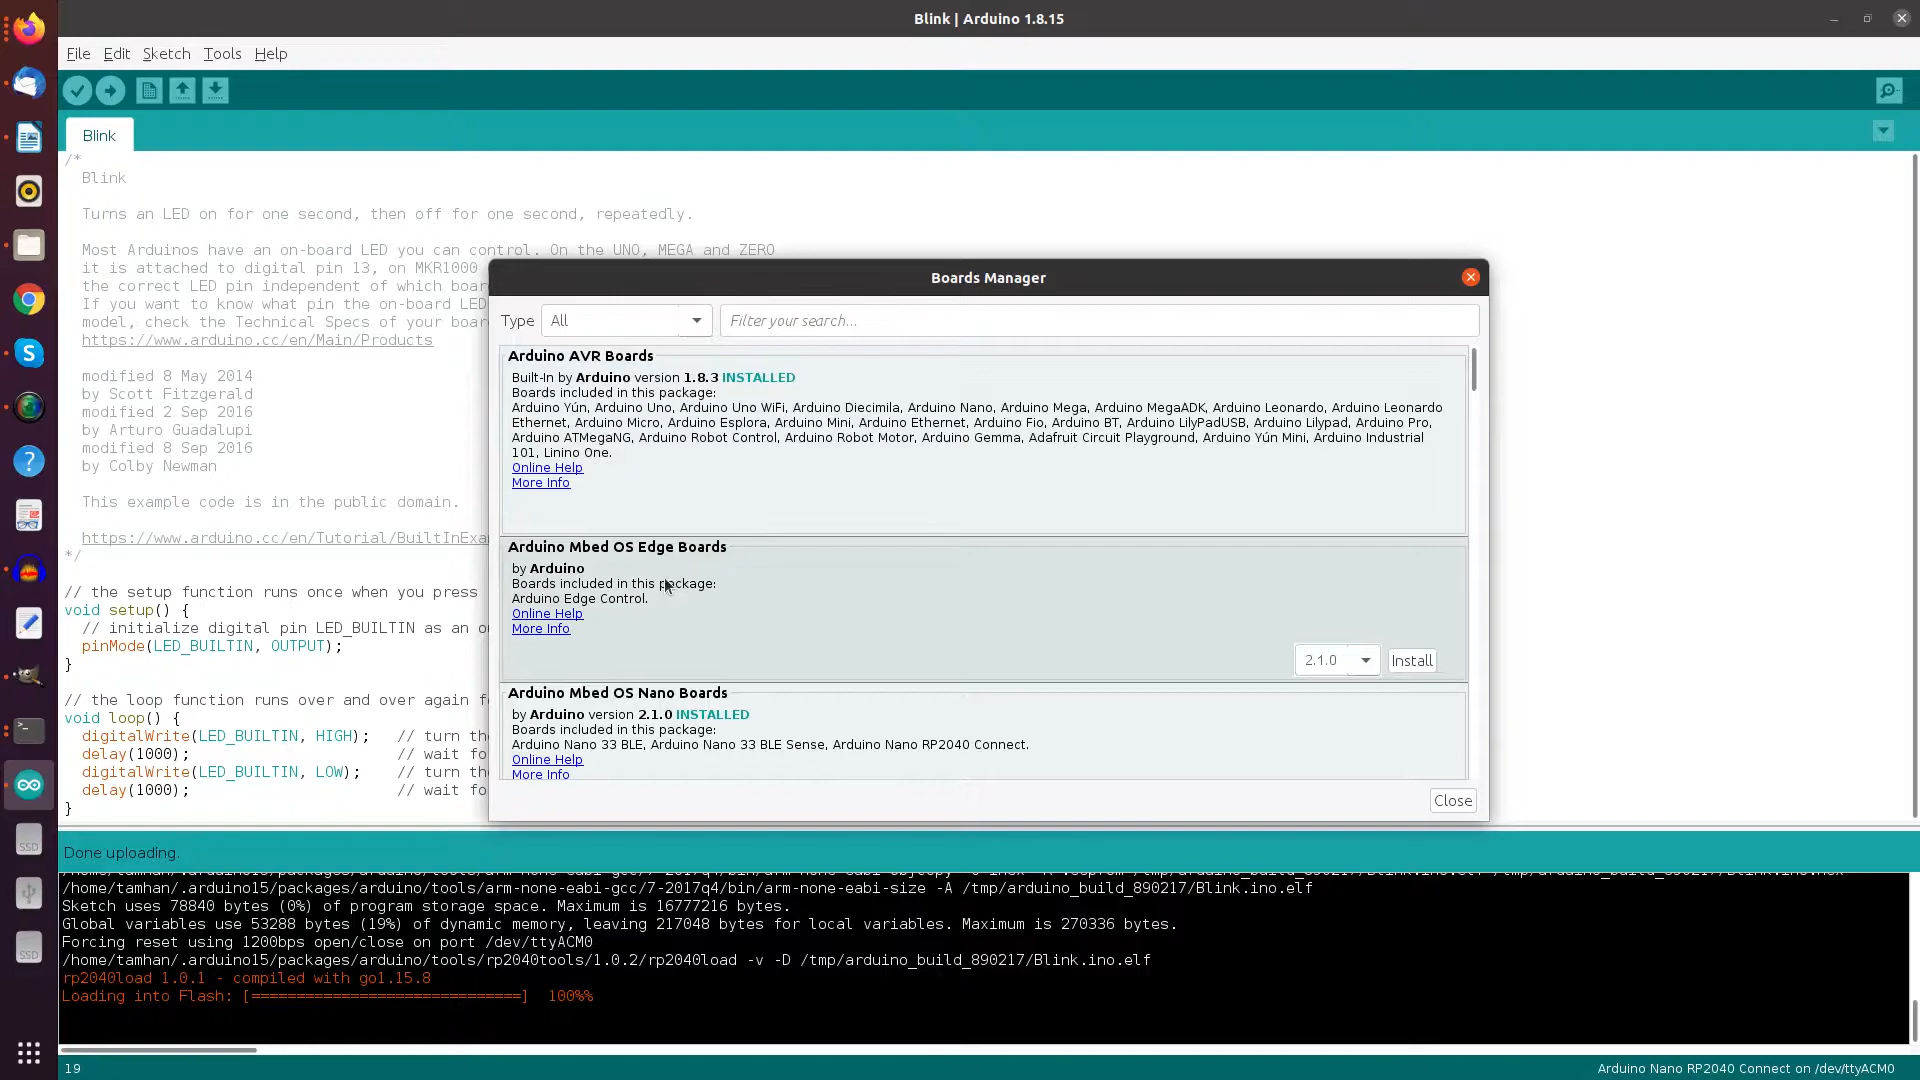 Blink | Arduino 1.8.15
File Edit Sketch Tools Help
Blink
/*
Blink
Turns an LED on for one second, then off for one second, repeatedly.
Most Arduinos have an on-board LED you can control. On the UNO, MEGA and ZERO
it is attached to digital pin 13, on MKR1000
the correct LED pin independent of which boar
If you want to know what pin the on-board LED
model, check the Technical Specs of your boar
https://www.arduino.cc/en/Main/Products
modified 8 May 2014
by Scott Fitzgerald
modified 2 Sep 2016
by Arturo Guadalupi
modified 8 Sep 2016
by Colby Newman
This example code is in the public domain.
https://www.arduino.cc/en/Tutorial/BuiltInExa
*/
// the setup function runs once when you press
void setup() {
// initialize digital pin LED_BUILTIN as an ou
pinMode(LED_BUILTIN, OUTPUT);
}
// the loop function runs over and over again f
void loop() {
digitalWrite(LED_BUILTIN, HIGH);   // turn the
delay(1000);                       // wait fo
digitalWrite(LED_BUILTIN, LOW);    // turn the
delay(1000);                       // wait fo
}
Boards Manager
Type All Filter your search...
Arduino AVR Boards
Built-In by Arduino version 1.8.3 INSTALLED
Boards included in this package:
Arduino Yún, Arduino Uno, Arduino Uno WiFi, Arduino Diecimila, Arduino Nano, Arduino Mega, Arduino MegaADK, Arduino Leonardo, Arduino Leonardo
Ethernet, Arduino Micro, Arduino Esplora, Arduino Mini, Arduino Ethernet, Arduino Fio, Arduino BT, Arduino LilyPadUSB, Arduino Lilypad, Arduino Pro,
Arduino ATMegaNG, Arduino Robot Control, Arduino Robot Motor, Arduino Gemma, Adafruit Circuit Playground, Arduino Yún Mini, Arduino Industrial
101, Linino One.
Online Help
More Info
Arduino Mbed OS Edge Boards
by Arduino
Boards included in this package:
Arduino Edge Control.
Online Help
More Info
2.1.0 Install
Arduino Mbed OS Nano Boards
by Arduino version 2.1.0 INSTALLED
Boards included in this package:
Arduino Nano 33 BLE, Arduino Nano 33 BLE Sense, Arduino Nano RP2040 Connect.
Online Help
More Info
Close
Done uploading.
/home/tamhan/.arduino15/packages/arduino/tools/arm-none-eabi-gcc/7-2017q4/bin/arm-none-eabi-size -A /tmp/arduino_build_890217/Blink.ino.elf
Sketch uses 78840 bytes (0%) of program storage space. Maximum is 16777216 bytes.
Global variables use 53288 bytes (19%) of dynamic memory, leaving 217048 bytes for local variables. Maximum is 270336 bytes.
Forcing reset using 1200bps open/close on port /dev/ttyACM0
/home/tamhan/.arduino15/packages/arduino/tools/rp2040tools/1.0.2/rp2040load -v -D /tmp/arduino_build_890217/Blink.ino.elf
rp2040load 1.0.1 - compiled with go1.15.8
Loading into Flash: [==============================]  100%%
19
Arduino Nano RP2040 Connect on /dev/ttyACM0
SSD
SSD